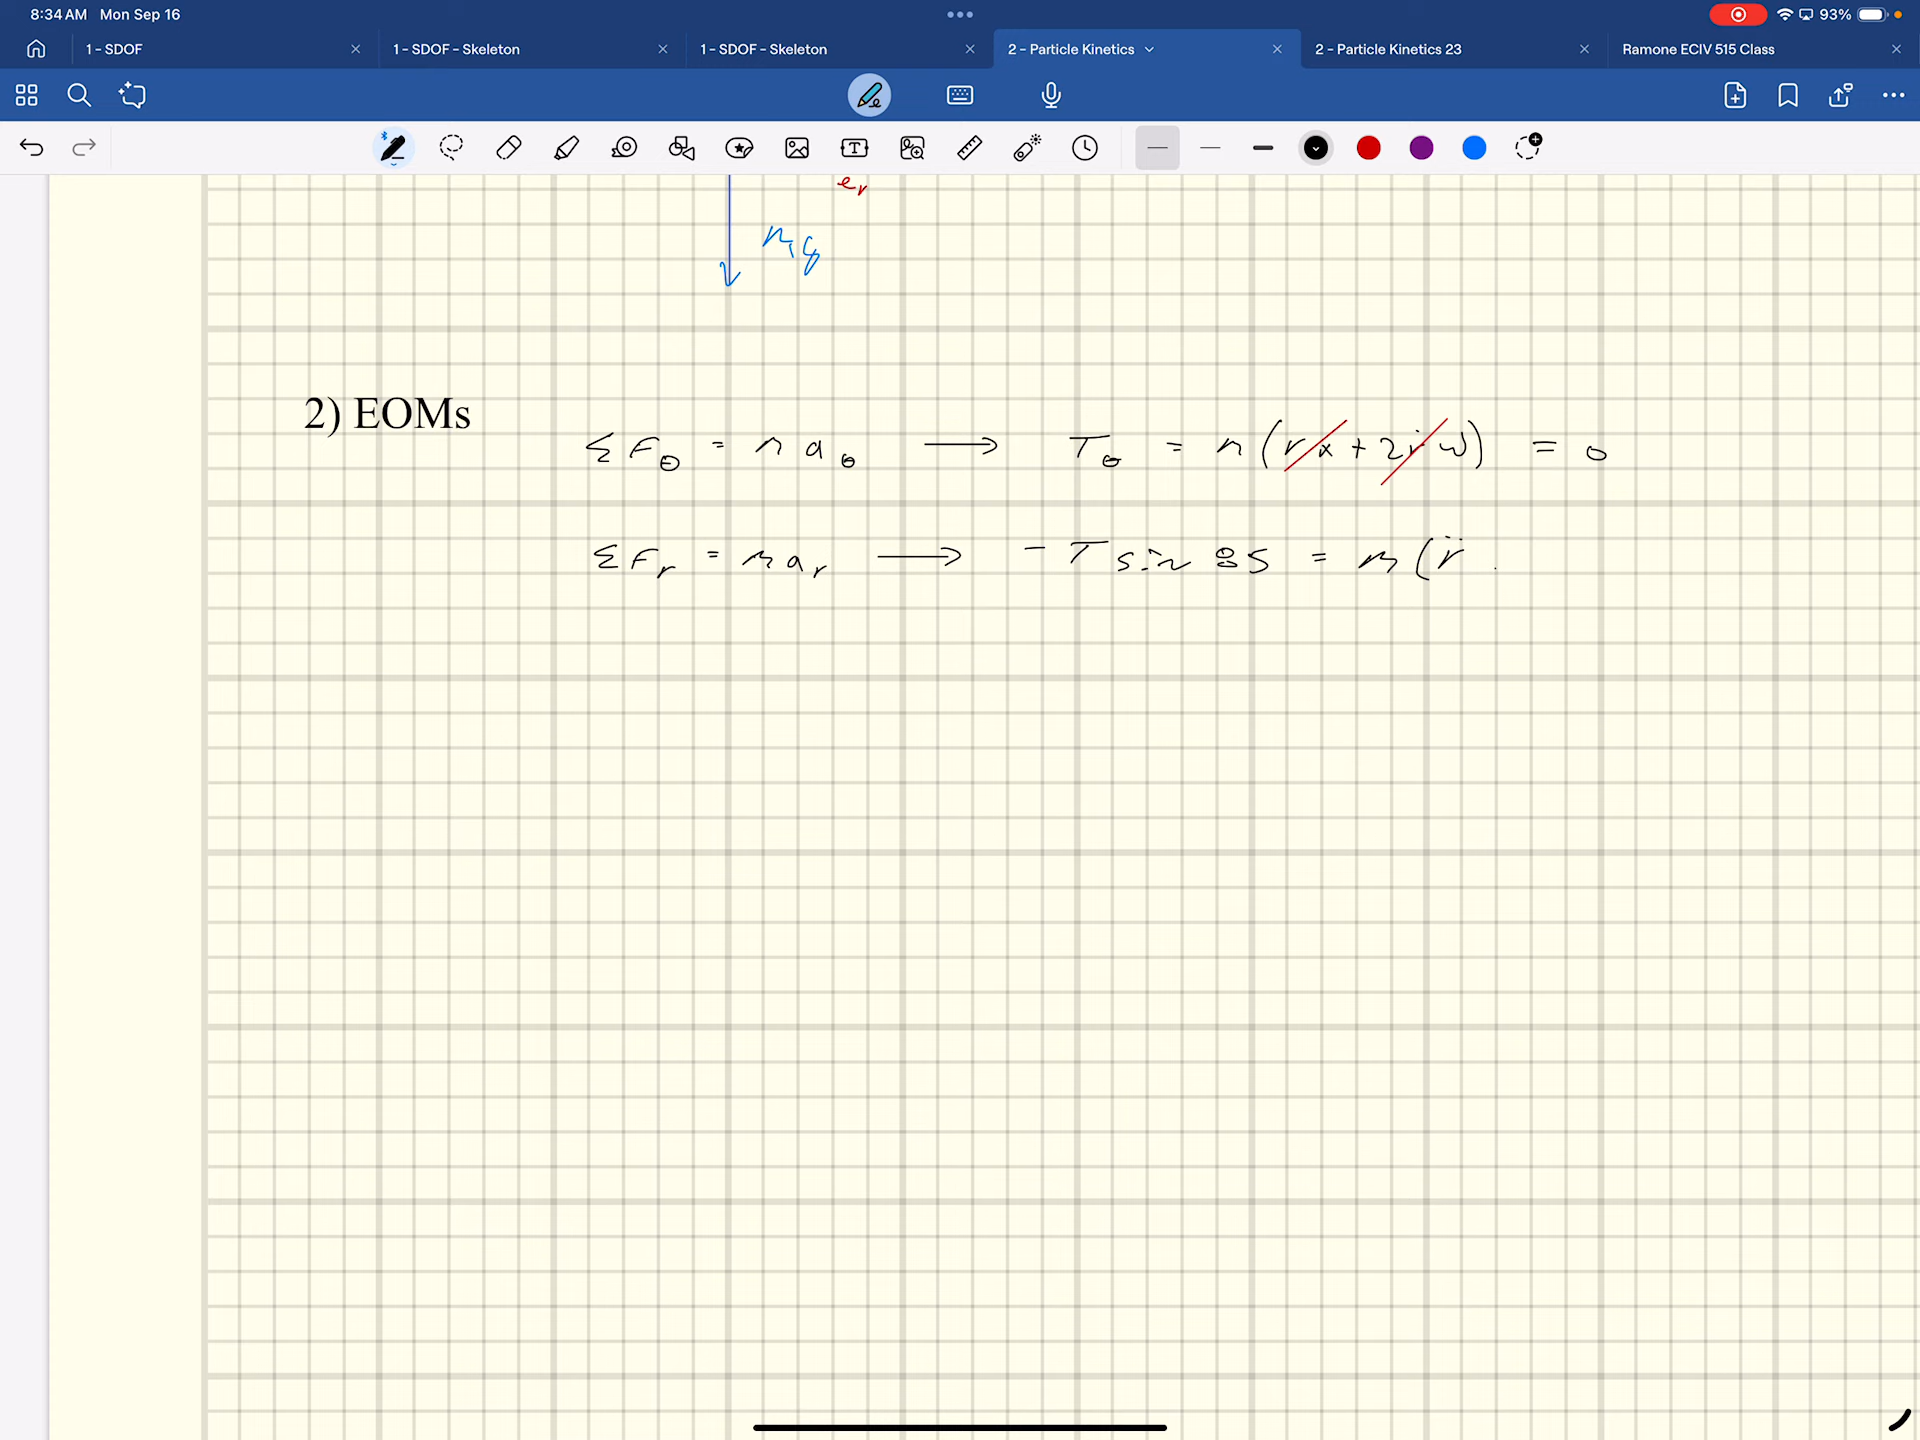 8:34 AM Mon Sep 16
93%
1 - SDOF
1 - SDOF - Skeleton
1 - SDOF - Skeleton
2 - Particle Kinetics
2 - Particle Kinetics 23
Ramone ECIV 515 Class
e_r
mg
2) EOMs
ΣF_θ = m a_θ → T_θ = m (rα + 2ṙω) = 0
ΣF_r = m a_r → - T sin 85 = m (r̈